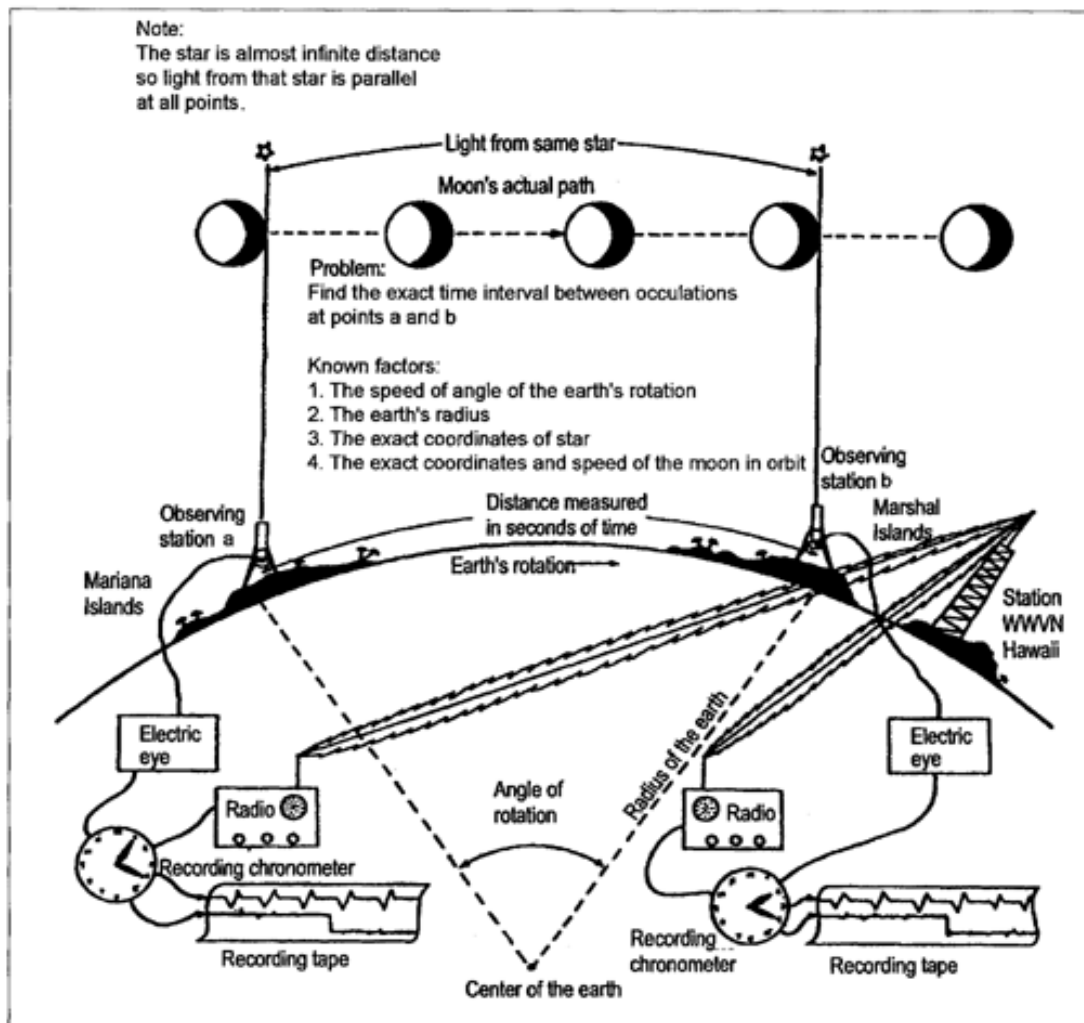 Note:
The star is almost infinite distance
so light from that star is parallel
at all points.
Light from same star
Moon's actual path
Problem:
Find the exact time interval between occulations
at points a and b
Known factors:
1. The speed of angle of the earth's rotation
2. The earth's radius
3. The exact coordinates of star
4. The exact coordinates and speed of the moon in orbit
Observing
station b
Observing
station a
Distance measured
in seconds of time
Marshal
Islands
Mariana
Islands
Earth's rotation
Station
WWVN
Hawaii
Electric
eye
Radio
Angle of
rotation
Radius of the earth
Radio
Electric
eye
Recording chronometer
Recording tape
Recording
chronometer
Recording tape
Center of the earth